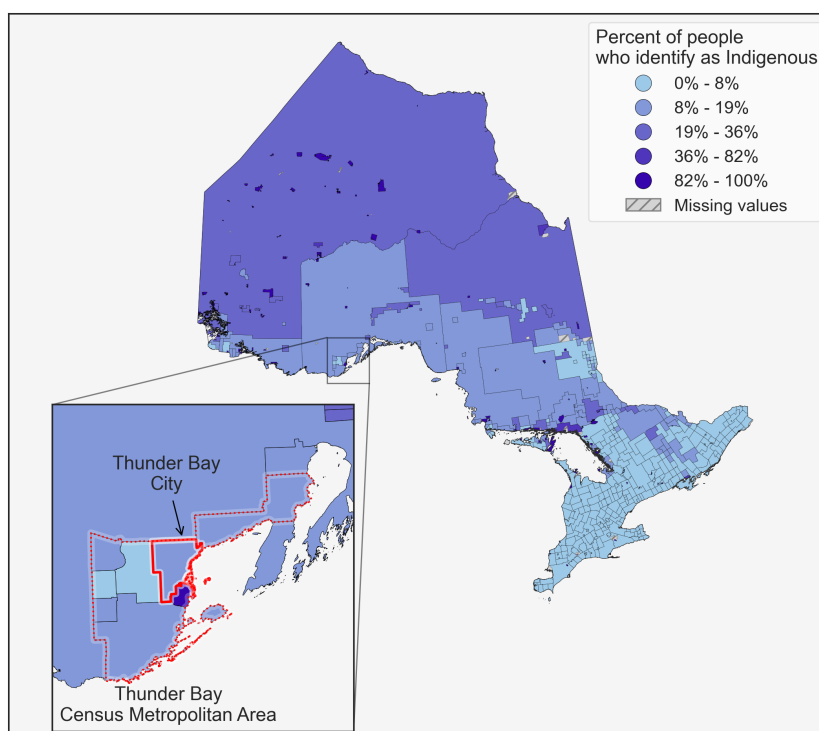 Percent of people
who identify as Indigenous
0% - 8%
8% - 19%
19% - 36%
36% - 82%
82% - 100%
Missing values
Thunder Bay
City
Thunder Bay
Census Metropolitan Area